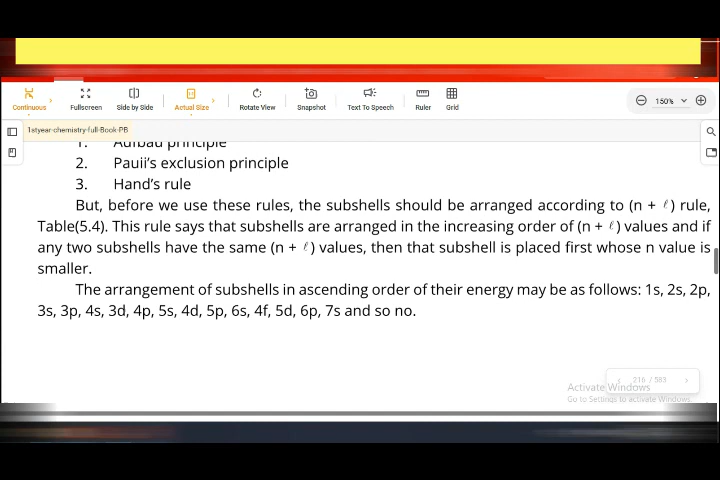 Continuous
Fullscreen
Side by Side
Actual Size
Rotate View
Snapshot
Text To Speech
Ruler
Grid
150%
1styear-chemistry-full-Book-PB
1. Aufbau principle
2. Pauii's exclusion principle
3. Hand's rule
But, before we use these rules, the subshells should be arranged according to (n + ℓ) rule,
Table(5.4). This rule says that subshells are arranged in the increasing order of (n + ℓ) values and if
any two subshells have the same (n + ℓ) values, then that subshell is placed first whose n value is
smaller.
The arrangement of subshells in ascending order of their energy may be as follows: 1s, 2s, 2p,
3s, 3p, 4s, 3d, 4p, 5s, 4d, 5p, 6s, 4f, 5d, 6p, 7s and so no.
216 / 583
Activate Windows
Go to Settings to activate Windows.